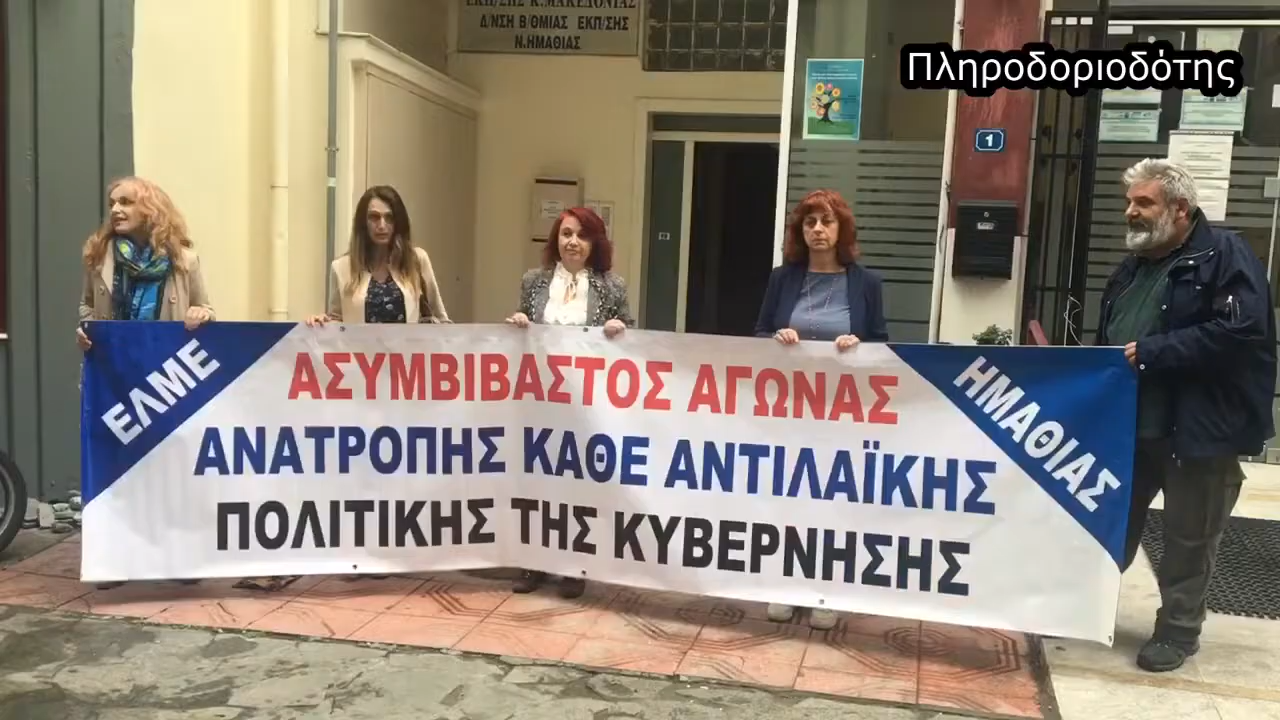 ΕΚΠ/ΣΗΣ Κ.ΜΑΚΕΔΟΝΙΑΣ
Δ/ΝΣΗ Β/ΘΜΙΑΣ ΕΚΠ/ΣΗΣ
Ν.ΗΜΑΘΙΑΣ
Πληροδοριοδότης
1
ΕΛΜΕ
ΑΣΥΜΒΙΒΑΣΤΟΣ ΑΓΩΝΑΣ
ΑΝΑΤΡΟΠΗΣ ΚΑΘΕ ΑΝΤΙΛΑΪΚΗΣ
ΠΟΛΙΤΙΚΗΣ ΤΗΣ ΚΥΒΕΡΝΗΣΗΣ
ΗΜΑΘΙΑΣ